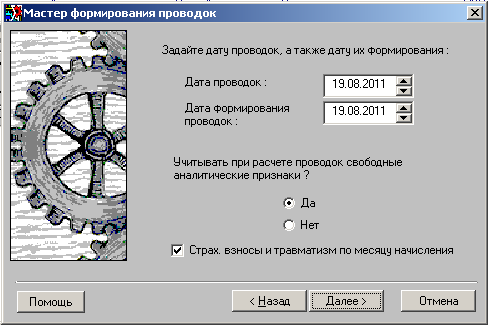 Мастер формирования проводок
Задайте дату проводок, а также дату их формирования :
Дата проводок :
19.08.2011
Дата формирования
проводок :
19.08.2011
Учитывать при расчете проводок свободные
аналитические признаки ?
Да
Нет
Страх. взносы и травматизм по месяцу начисления
Помощь
< Назад
Далее >
Отмена